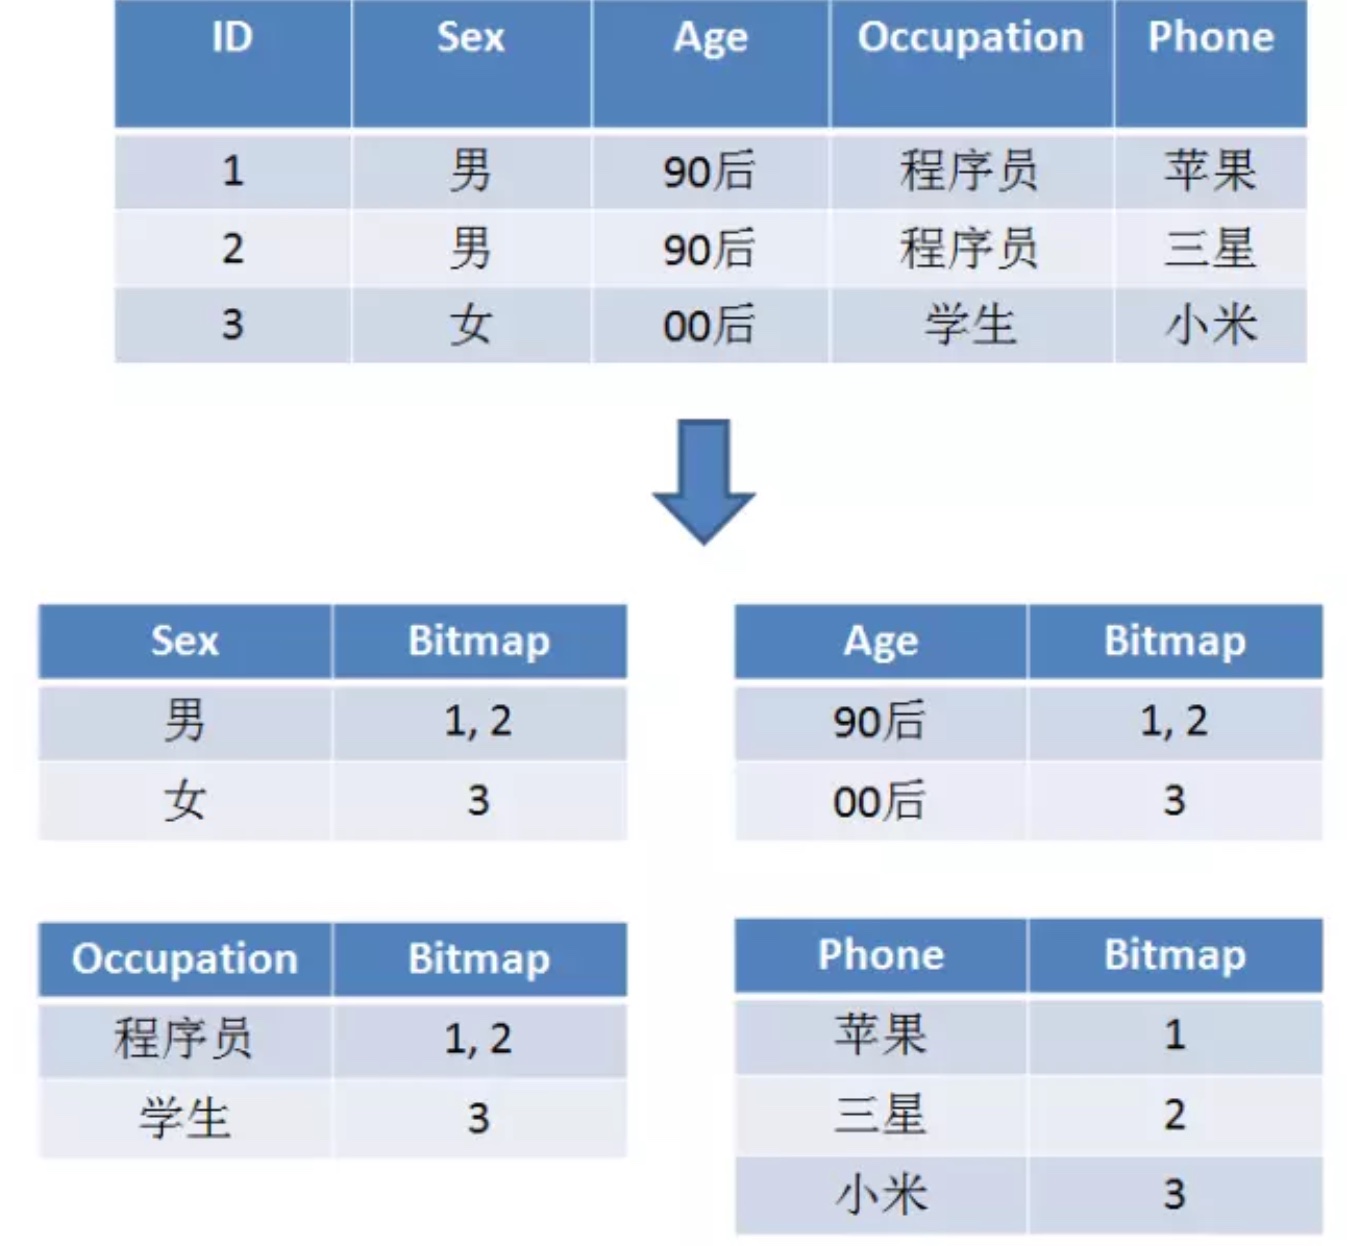 ID Sex Age Occupation Phone
1 男 90后 程序员 苹果
2 男 90后 程序员 三星
3 女 00后 学生 小米
Sex Bitmap
男 1, 2
女 3
Age Bitmap
90后 1, 2
00后 3
Occupation Bitmap
程序员 1, 2
学生 3
Phone Bitmap
苹果 1
三星 2
小米 3